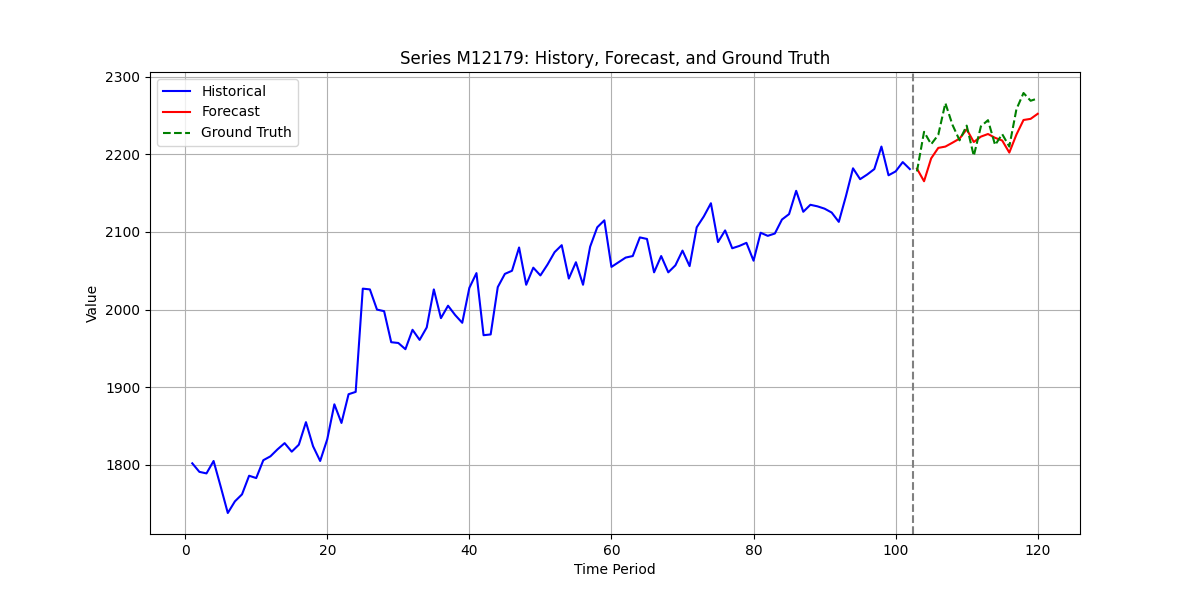 Series M12179: History, Forecast, and Ground Truth
Historical
Forecast
Ground Truth
Value
2300
2200
2100
2000
1900
1800
0
20
40
60
80
100
120
Time Period